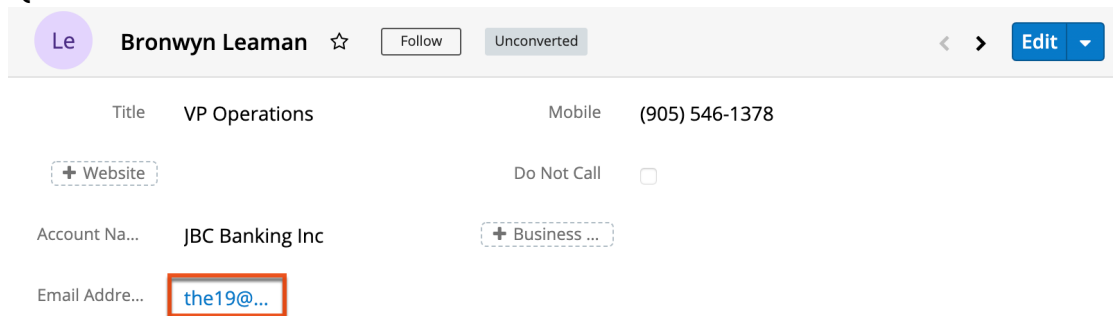 Le Bronwyn Leaman Follow Unconverted Edit
Title VP Operations Mobile (905) 546-1378
+ Website Do Not Call
Account Na... JBC Banking Inc + Business ...
Email Addre... the19@...